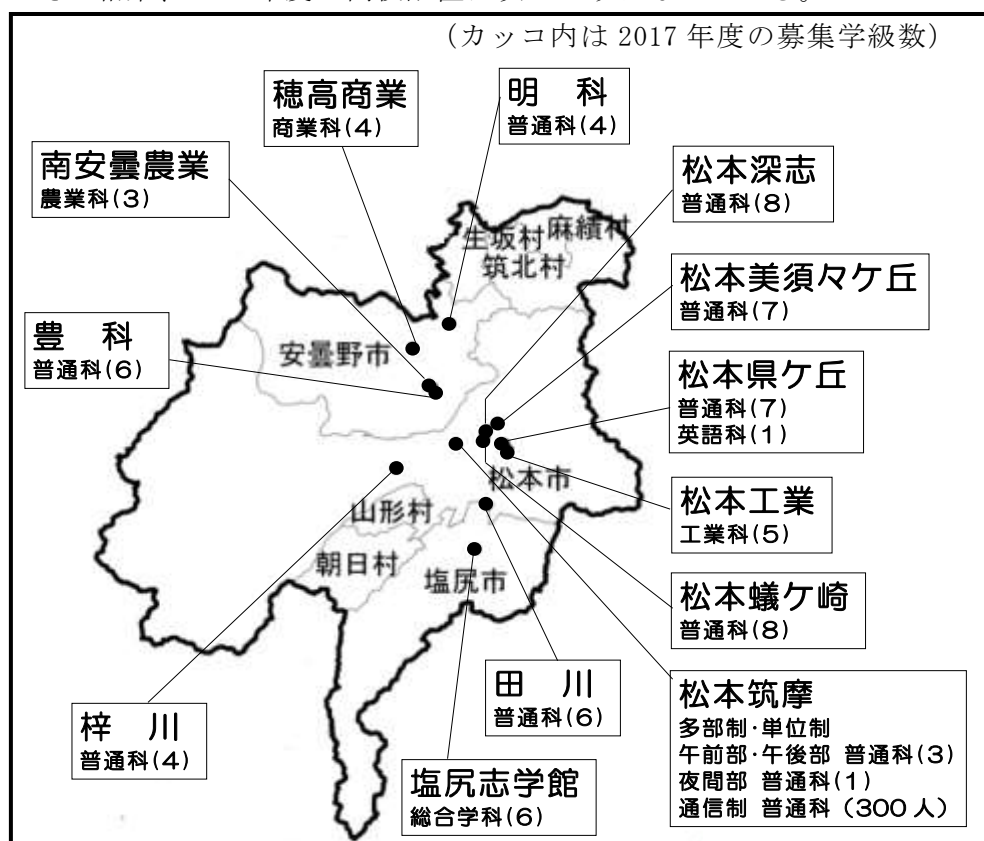 (カッコ内は 2017 年度の募集学級数)
穂高商業
商業科(4)
明 科
普通科(4)
南安曇農業
農業科(3)
松本深志
普通科(8)
生坂村
麻績村
筑北村
松本美須々ケ丘
普通科(7)
豊 科
普通科(6)
安曇野市
松本県ケ丘
普通科(7)
英語科(1)
松本市
松本工業
工業科(5)
山形村
朝日村
塩尻市
松本蟻ケ崎
普通科(8)
梓 川
普通科(4)
田 川
普通科(6)
塩尻志学館
総合学科(6)
松本筑摩
多部制・単位制
午前部・午後部 普通科(3)
夜間部 普通科(1)
通信制 普通科 (300人)